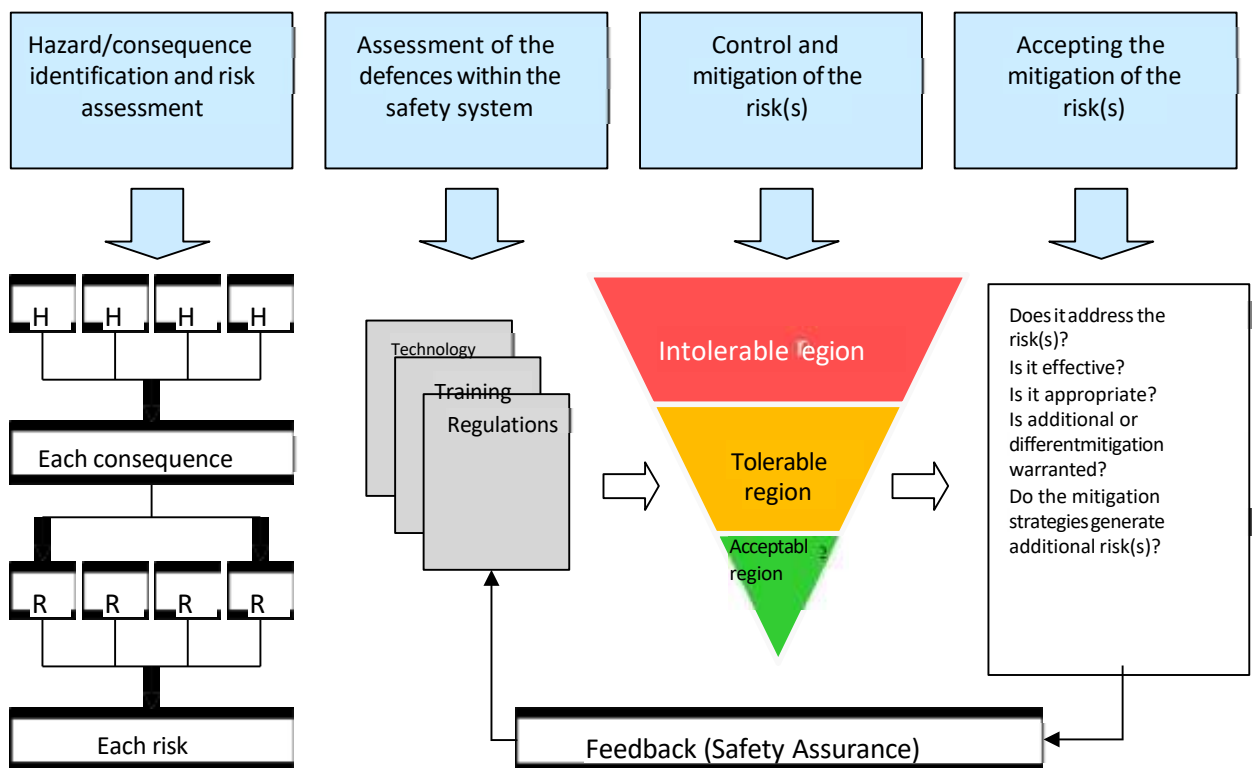 Hazard/consequence
identification and risk
assessment
Assessment of the
defences within the
safety system
Control and
mitigation of the
risk(s)
Accepting the
mitigation of the
risk(s)
H
H
H
H
Each consequence
R
R
R
R
Each risk
Technology
Training
Regulations
Intolerable region
Tolerable
region
Acceptable
region
Does it address the
risk(s)?
Is it effective?
Is it appropriate?
Is additional or
differentmitigation
warranted?
Do the mitigation
strategies generate
additional risk(s)?
Feedback (Safety Assurance)